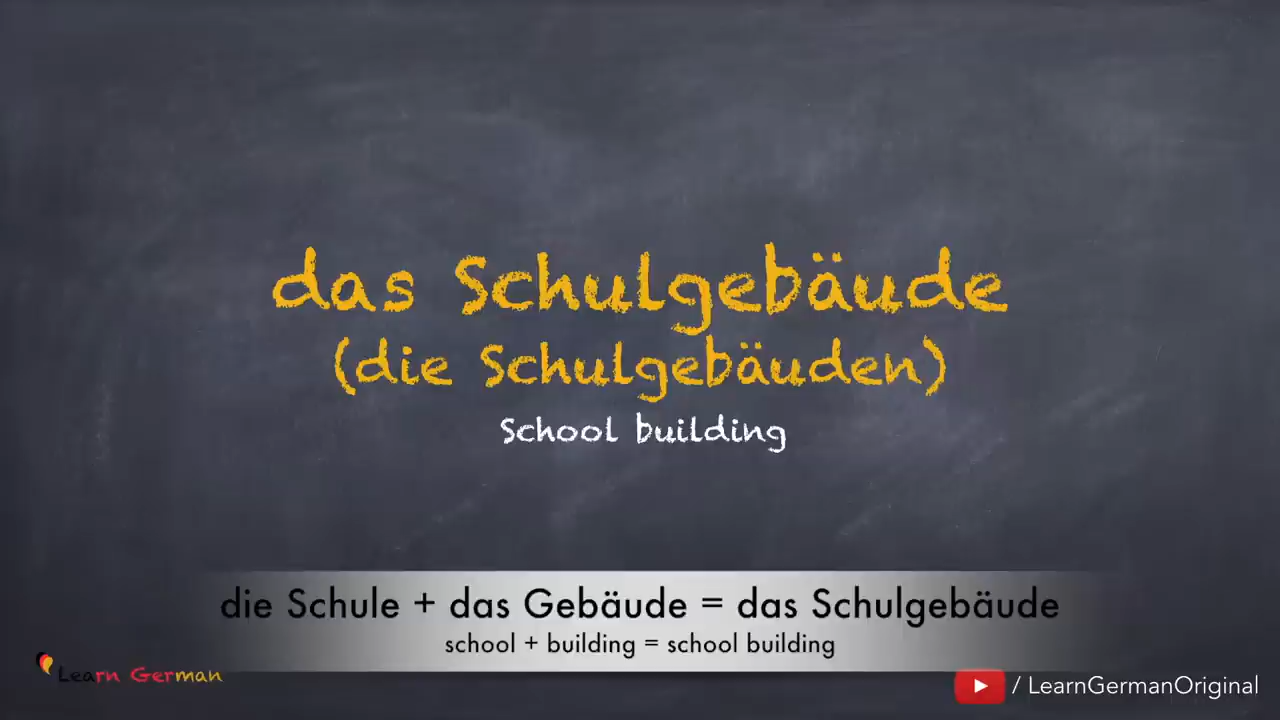 das Schulgebäude
(die Schulgebäuden)
School building
die Schule + das Gebäude = das Schulgebäude
school + building = school building
Learn German
/ LearnGermanOriginal